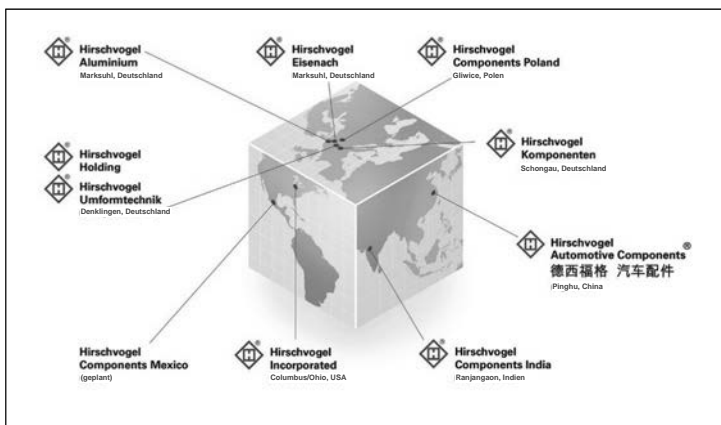 Hirschvogel
Aluminium
Marksuhl, Deutschland
Hirschvogel
Eisenach
Marksuhl, Deutschland
Hirschvogel
Components Poland
Gliwice, Polen
Hirschvogel
Holding
Hirschvogel
Umformtechnik
Denklingen, Deutschland
Hirschvogel
Komponenten
Schongau, Deutschland
Hirschvogel
Automotive Components®
德西福格 汽车配件
Pinghu, China
Hirschvogel
Components Mexico
(geplant)
Hirschvogel
Incorporated
Columbus/Ohio, USA
Hirschvogel
Components India
Ranjangaon, Indien